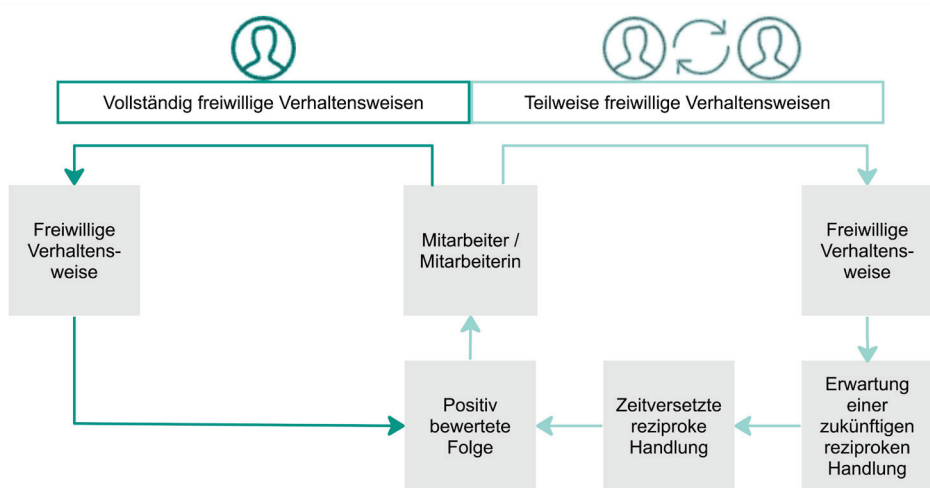 Vollständig freiwillige Verhaltensweisen
Teilweise freiwillige Verhaltensweisen
Freiwillige
Verhaltens-
weise
Mitarbeiter /
Mitarbeiterin
Freiwillige
Verhaltens-
weise
Positiv
bewertete
Folge
Zeitversetzte
reziproke
Handlung
Erwartung
einer
zukünftigen
reziproken
Handlung